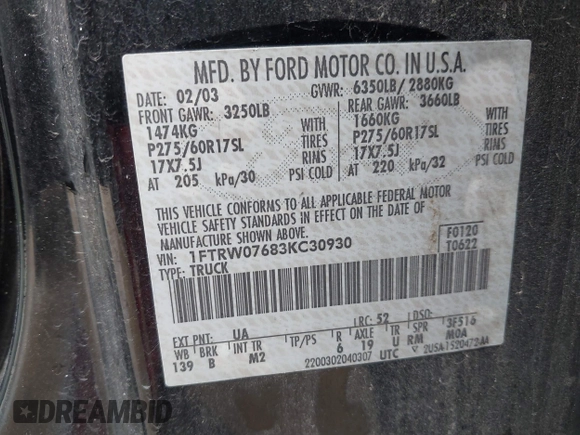 MFD. BY FORD MOTOR CO. IN U.S.A.
DATE: 02/03 GVWR: 6350LB/ 2880KG
FRONT GAWR: 3250LB REAR GAWR: 3660LB
1474KG 1660KG
P275/60R17SL TIRES P275/60R17SL TIRES
17X7.5J RIMS 17X7.5J RIMS
AT 205 kPa/30 PSI COLD AT 220 kPa/32 PSI COLD
THIS VEHICLE CONFORMS TO ALL APPLICABLE FEDERAL MOTOR
VEHICLE SAFETY STANDARDS IN EFFECT ON THE DATE OF
MANUFACTURE SHOWN ABOVE.
VIN: 1FTRW07683KC30930 F0120
TYPE: TRUCK T0622
EXT PNT: UA RC: 52 DSO:
WB BRK INT TR TP/PS R AXLE TR SPR 3F516
139 B M2 6 19 U RM M0A
2200302040307 UTC
DREAMBID